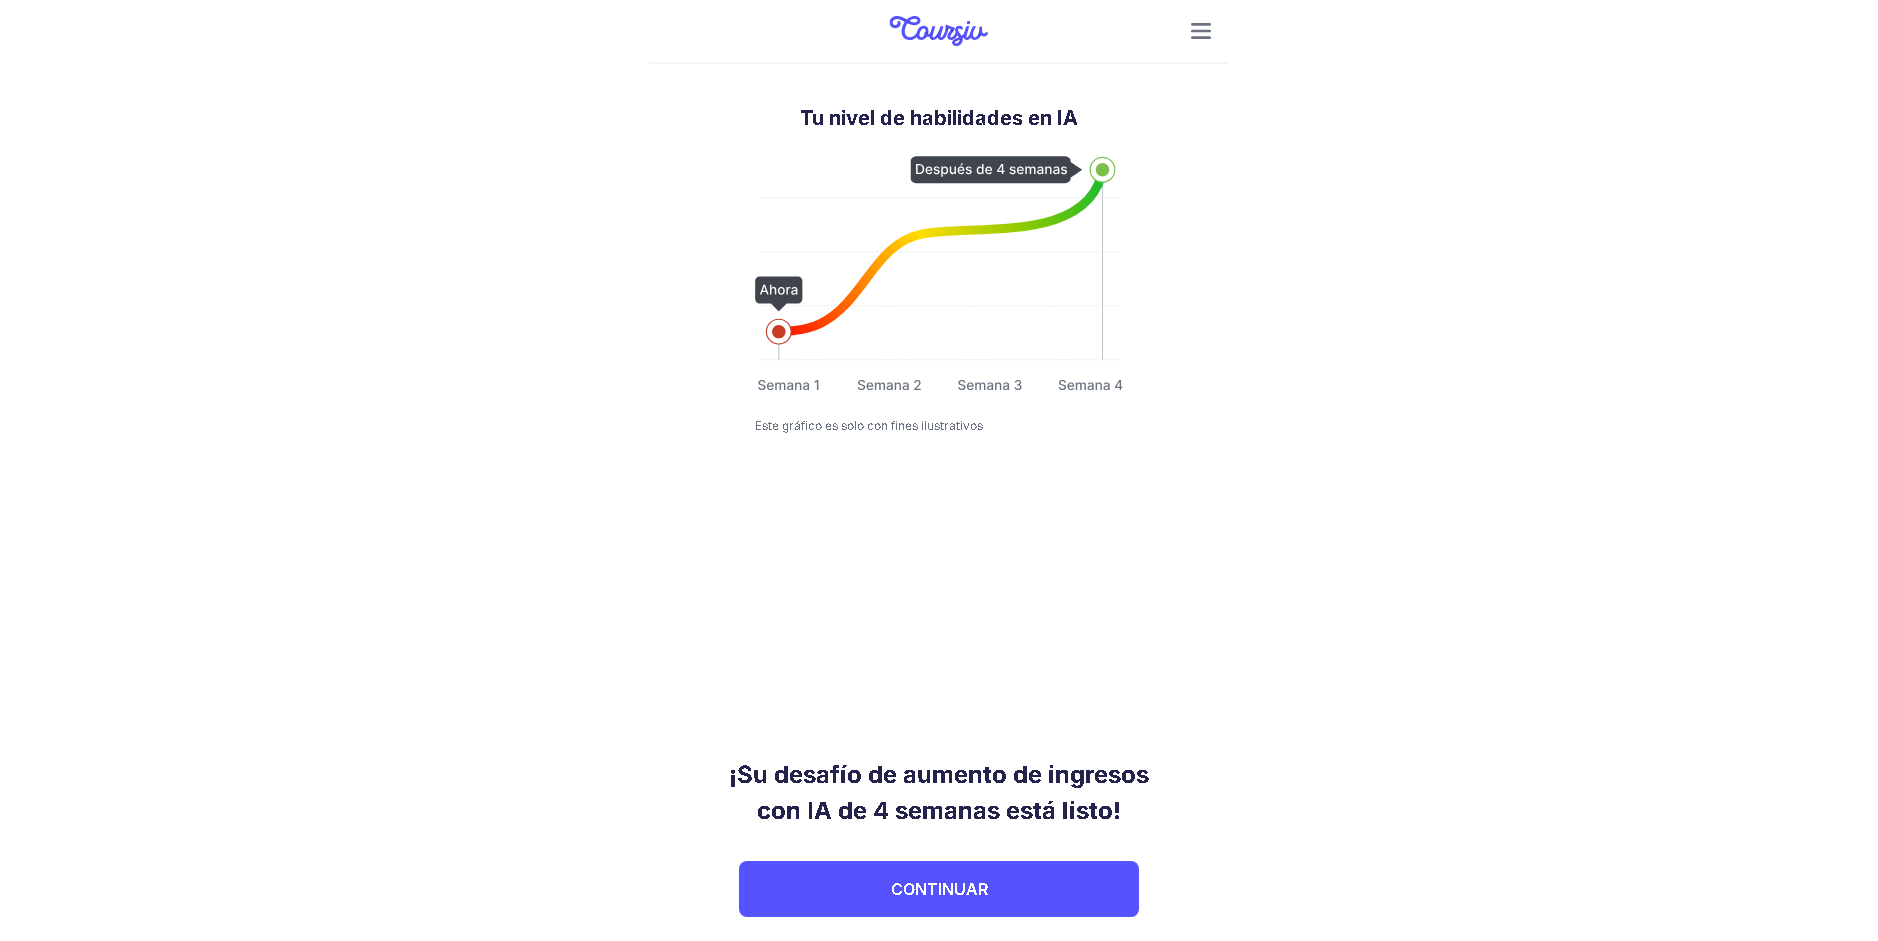 Coursiv
Tu nivel de habilidades en IA
Después de 4 semanas
Ahora
Semana 1 Semana 2 Semana 3 Semana 4
Este gráfico es solo con fines ilustrativos
¡Su desafío de aumento de ingresos
con IA de 4 semanas está listo!
CONTINUAR